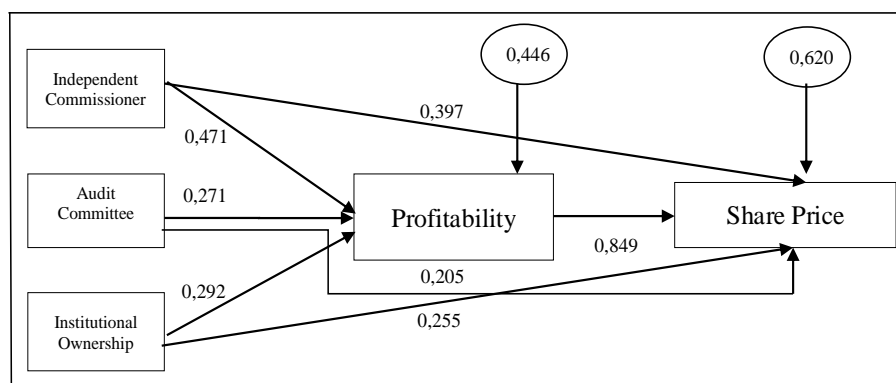 0,446
0,620
Independent
Commissioner
0,397
0,471
Audit
Committee
0,271
Profitability
Share Price
0,849
0,292
0,205
0,255
Institutional
Ownership